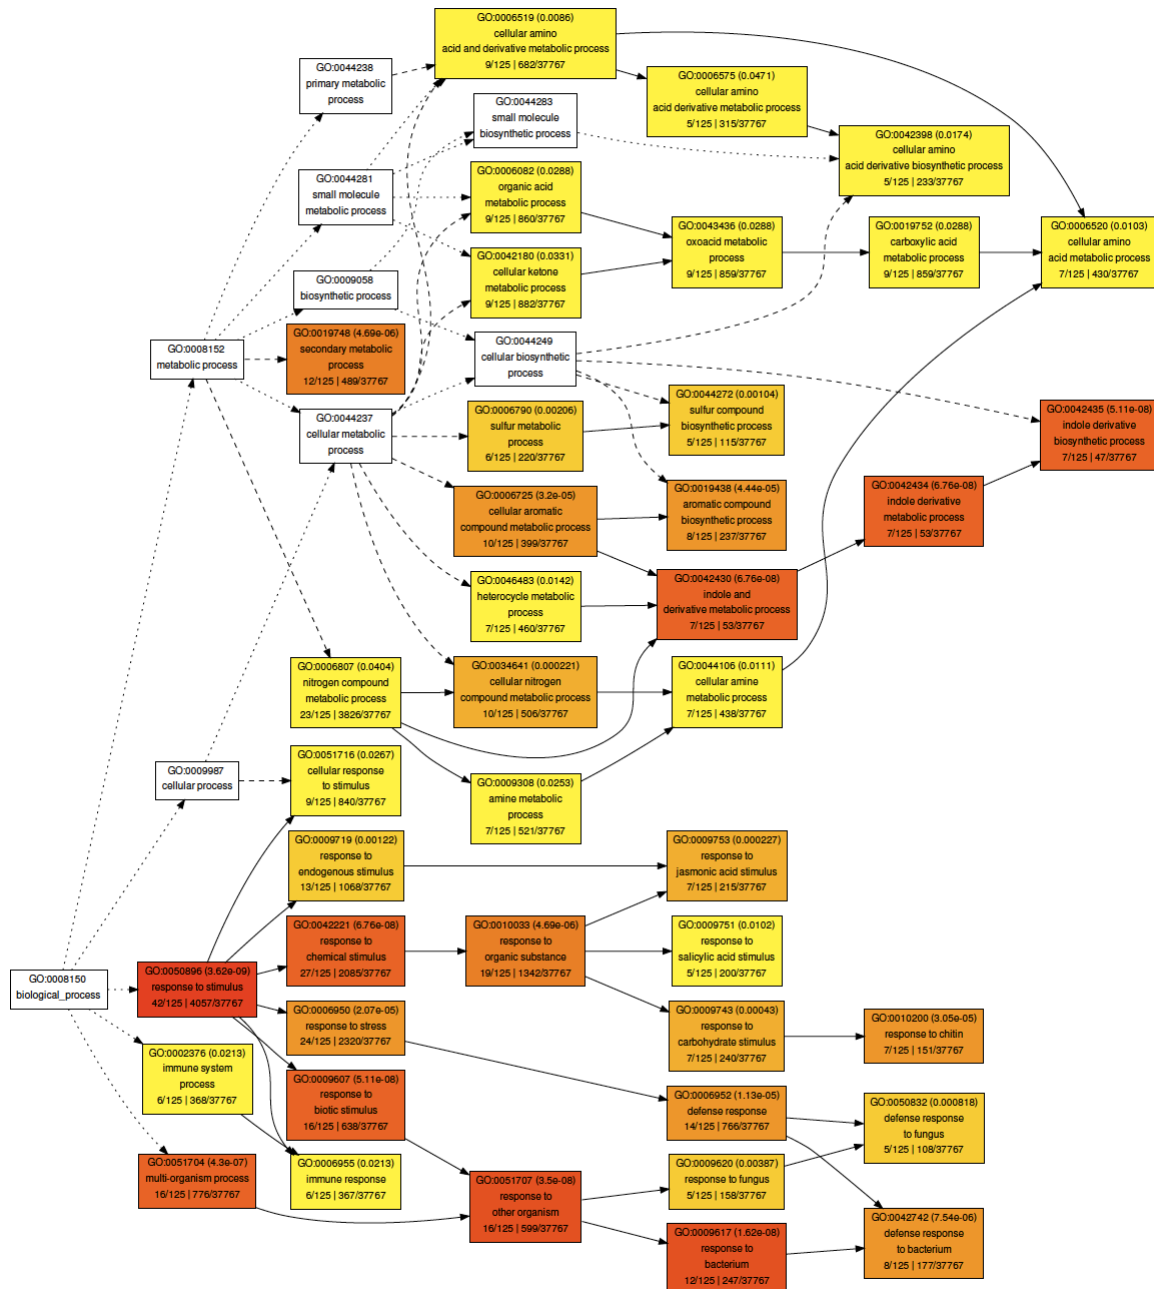 GO:0006519 (0.0086)
cellular amino
acid and derivative metabolic process
9/125 | 682/37767
GO:0044238
primary metabolic
process
GO:0006575 (0.0471)
cellular amino
acid derivative metabolic process
5/125 | 315/37767
GO:0044283
small molecule
biosynthetic process
GO:0042398 (0.0174)
cellular amino
acid derivative biosynthetic process
5/125 | 233/37767
GO:0044281
small molecule
metabolic process
GO:0006082 (0.0288)
organic acid
metabolic process
9/125 | 860/37767
GO:0043436 (0.0288)
oxoacid metabolic
process
9/125 | 859/37767
GO:0019752 (0.0288)
carboxylic acid
metabolic process
9/125 | 859/37767
GO:0006520 (0.0103)
cellular amino
acid metabolic process
7/125 | 430/37767
GO:0042180 (0.0331)
cellular ketone
metabolic process
9/125 | 882/37767
GO:0009058
biosynthetic process
GO:0019748 (4.69e-06)
secondary metabolic
process
12/125 | 489/37767
GO:0008152
metabolic process
GO:0044249
cellular biosynthetic
process
GO:0044272 (0.00104)
sulfur compound
biosynthetic process
5/125 | 115/37767
GO:0042435 (5.11e-08)
indole derivative
biosynthetic process
7/125 | 47/37767
GO:0044237
cellular metabolic
process
GO:0006790 (0.00206)
sulfur metabolic
process
6/125 | 220/37767
GO:0006725 (3.2e-05)
cellular aromatic
compound metabolic process
10/125 | 399/37767
GO:0019438 (4.44e-05)
aromatic compound
biosynthetic process
8/125 | 237/37767
GO:0042434 (6.76e-08)
indole derivative
metabolic process
7/125 | 53/37767
GO:0046483 (0.0142)
heterocycle metabolic
process
7/125 | 460/37767
GO:0042430 (6.76e-08)
indole and
derivative metabolic process
7/125 | 53/37767
GO:0006807 (0.0404)
nitrogen compound
metabolic process
23/125 | 3826/37767
GO:0034641 (0.000221)
cellular nitrogen
compound metabolic process
10/125 | 506/37767
GO:0044106 (0.0111)
cellular amine
metabolic process
7/125 | 438/37767
GO:0009987
cellular process
GO:0051716 (0.0267)
cellular response
to stimulus
9/125 | 840/37767
GO:0009308 (0.0253)
amine metabolic
process
7/125 | 521/37767
GO:0009719 (0.00122)
response to
endogenous stimulus
13/125 | 1068/37767
GO:0009753 (0.000227)
response to
jasmonic acid stimulus
7/125 | 215/37767
GO:0042221 (6.76e-08)
response to
chemical stimulus
27/125 | 2085/37767
GO:0010033 (4.69e-06)
response to
organic substance
19/125 | 1342/37767
GO:0009751 (0.0102)
response to
salicylic acid stimulus
5/125 | 200/37767
GO:0008150
biological_process
GO:0050896 (3.62e-09)
response to stimulus
42/125 | 4057/37767
GO:0006950 (2.07e-05)
response to stress
24/125 | 2320/37767
GO:0009743 (0.00043)
response to
carbohydrate stimulus
7/125 | 240/37767
GO:0010200 (3.05e-05)
response to chitin
7/125 | 151/37767
GO:0002376 (0.0213)
immune system
process
6/125 | 368/37767
GO:0009607 (5.11e-08)
response to
biotic stimulus
16/125 | 638/37767
GO:0006952 (1.13e-05)
defense response
14/125 | 766/37767
GO:0050832 (0.000818)
defense response
to fungus
5/125 | 108/37767
GO:0051704 (4.3e-07)
multi-organism process
16/125 | 776/37767
GO:0006955 (0.0213)
immune response
6/125 | 367/37767
GO:0051707 (3.5e-08)
response to
other organism
16/125 | 599/37767
GO:0009620 (0.00387)
response to fungus
5/125 | 158/37767
GO:0009617 (1.62e-08)
response to
bacterium
12/125 | 247/37767
GO:0042742 (7.54e-06)
defense response
to bacterium
8/125 | 177/37767